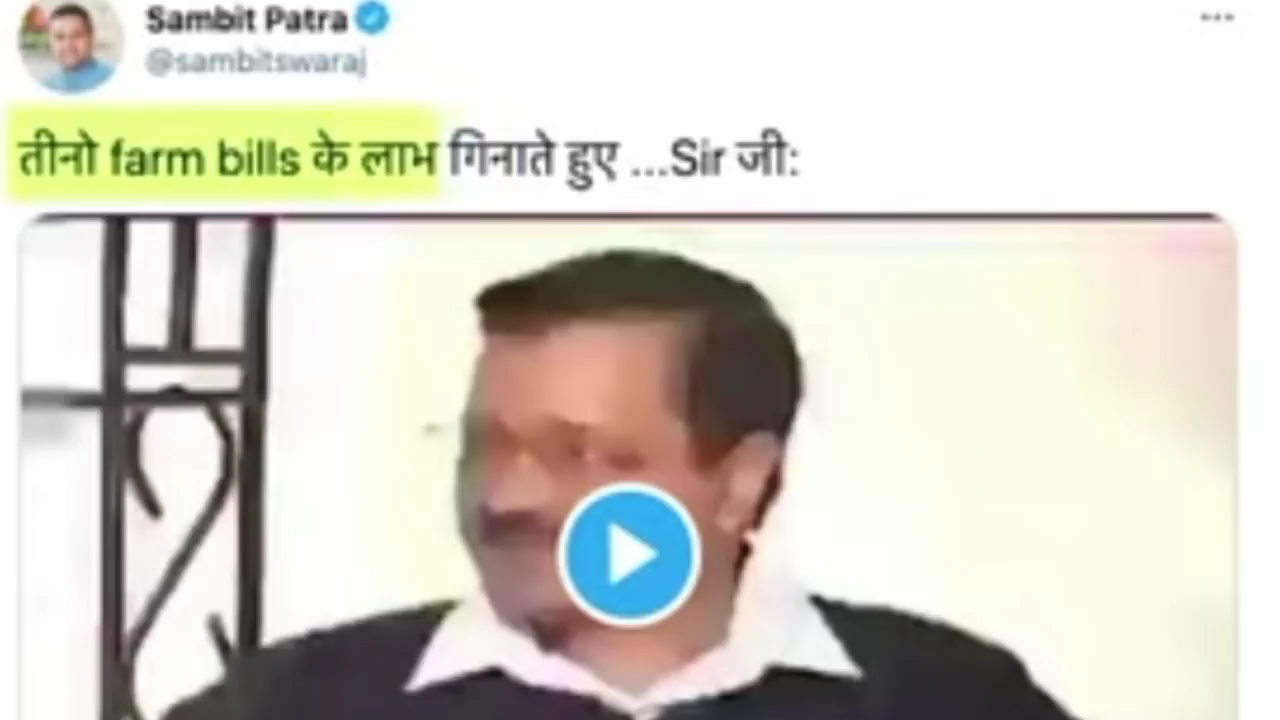 Sambit Patra
@sambitswaraj
तीनो farm bills के लाभ गिनाते हुए ...Sir जी: